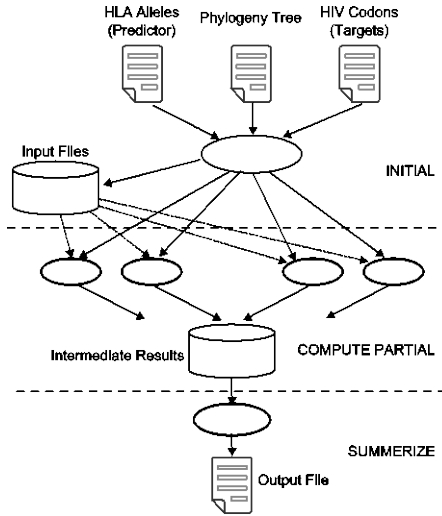 HLA Alleles
(Predictor)
Phylogeny Tree
HIV Codons
(Targets)
Input Files
INITIAL
Intermediate Results
COMPUTE PARTIAL
SUMMERIZE
Output File